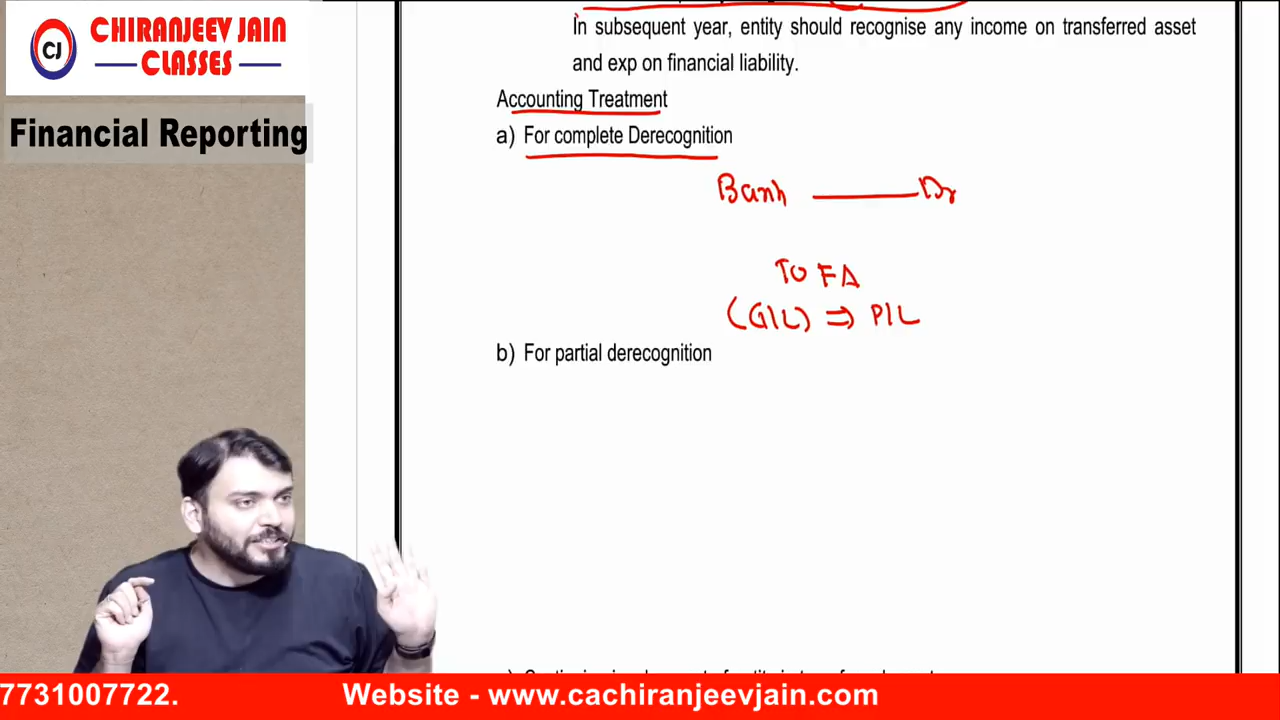 CHIRANJEEV JAIN
CLASSES
CJ
Financial Reporting
In subsequent year, entity should recognise any income on transferred asset
and exp on financial liability.
Accounting Treatment
a) For complete Derecognition
Bank Dr
To FA
(G/L) ⇒ P/L
b) For partial derecognition
7731007722.
Website - www.cachiranjeevjain.com